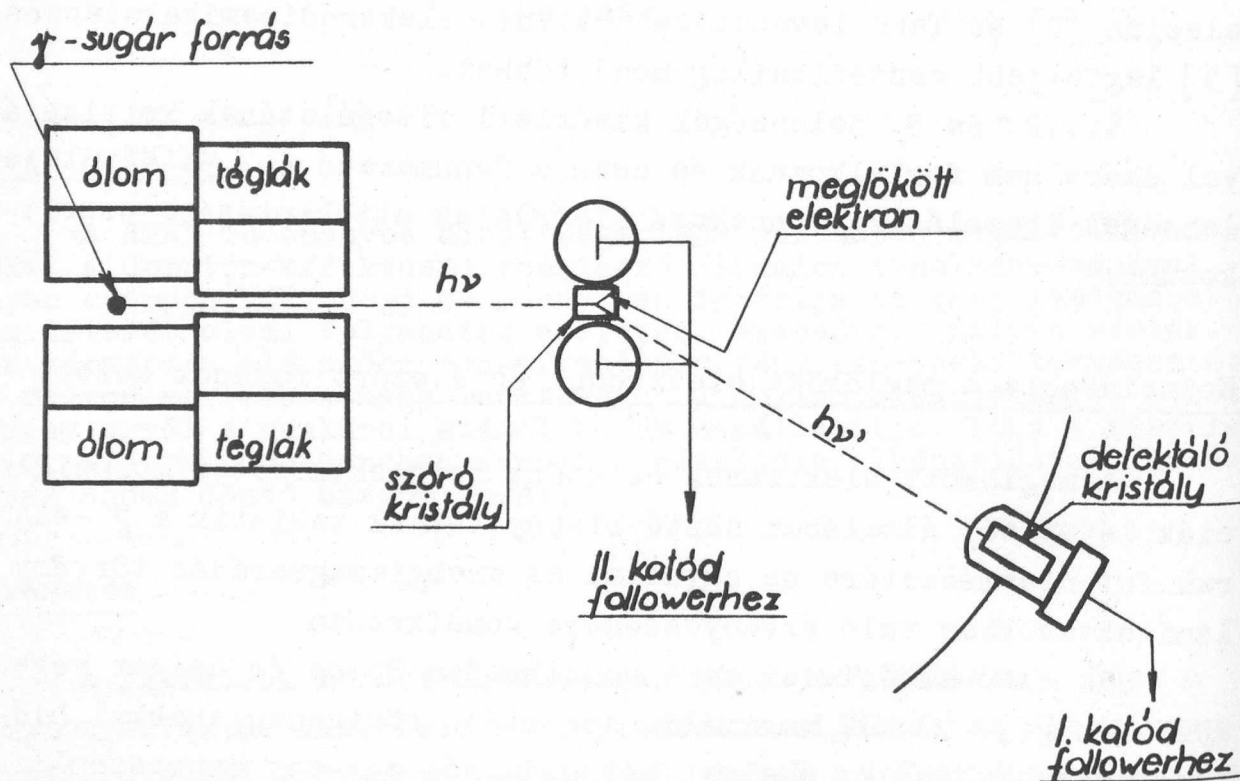 γ-sugár forrás
ólom
téglák
hν
meglökött
elektron
ólom
téglák
szóró
kristály
hν,
detektáló
kristály
II. katód
followerhez
I. katód
followerhez